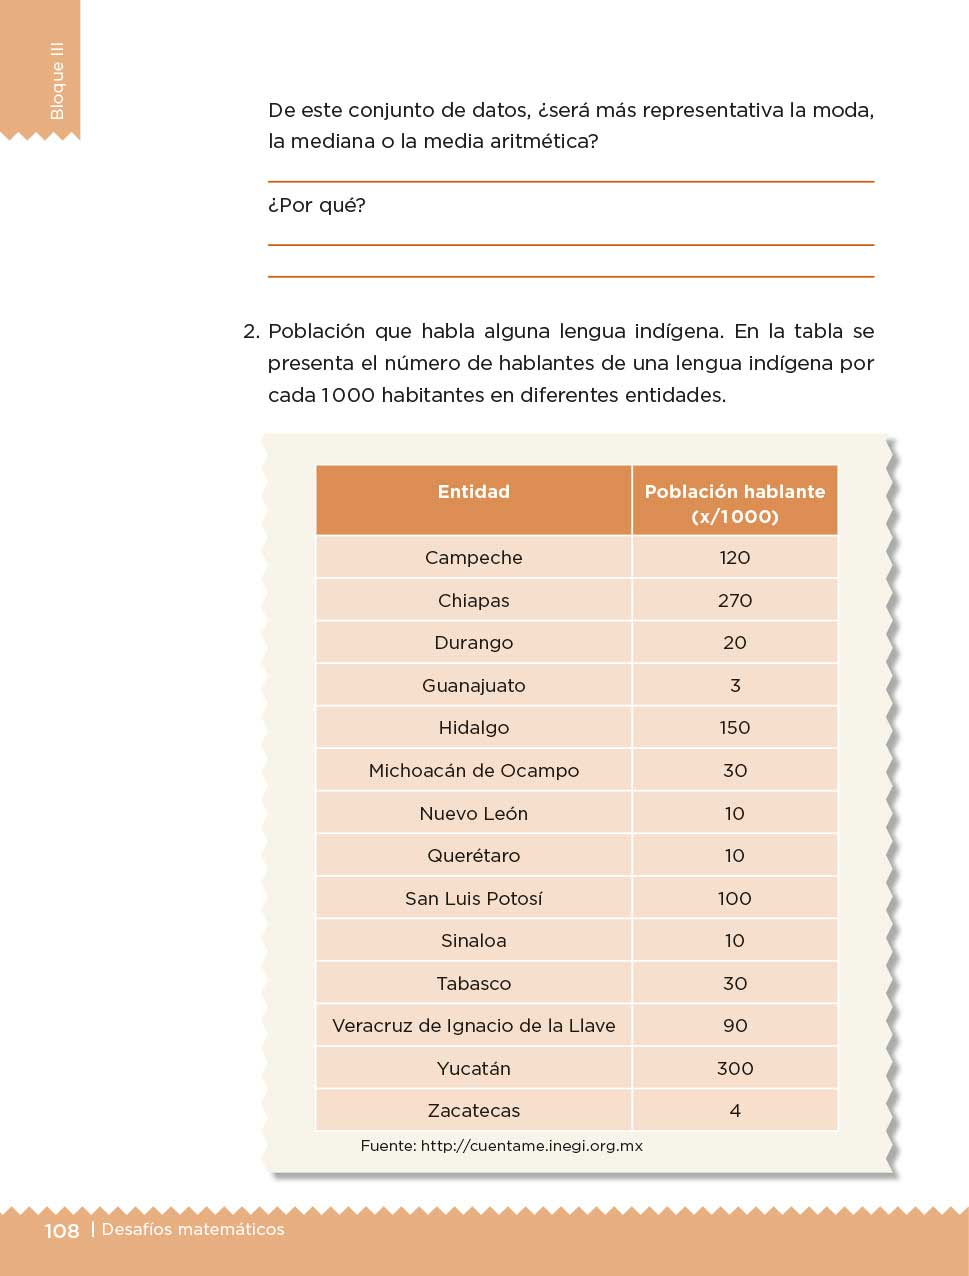 Bloque III
De este conjunto de datos, ¿será más representativa la moda,
la mediana o la media aritmética?
¿Por qué?
2. Población que habla alguna lengua indígena. En la tabla se
presenta el número de hablantes de una lengua indígena por
cada 1000 habitantes en diferentes entidades.
Entidad Población hablante
(x/1000)
Campeche 120
Chiapas 270
Durango 20
Guanajuato 3
Hidalgo 150
Michoacán de Ocampo 30
Nuevo León 10
Querétaro 10
San Luis Potosí 100
Sinaloa 10
Tabasco 30
Veracruz de Ignacio de la Llave 90
Yucatán 300
Zacatecas 4
Fuente: http://cuentame.inegi.org.mx
108 | Desafíos matemáticos